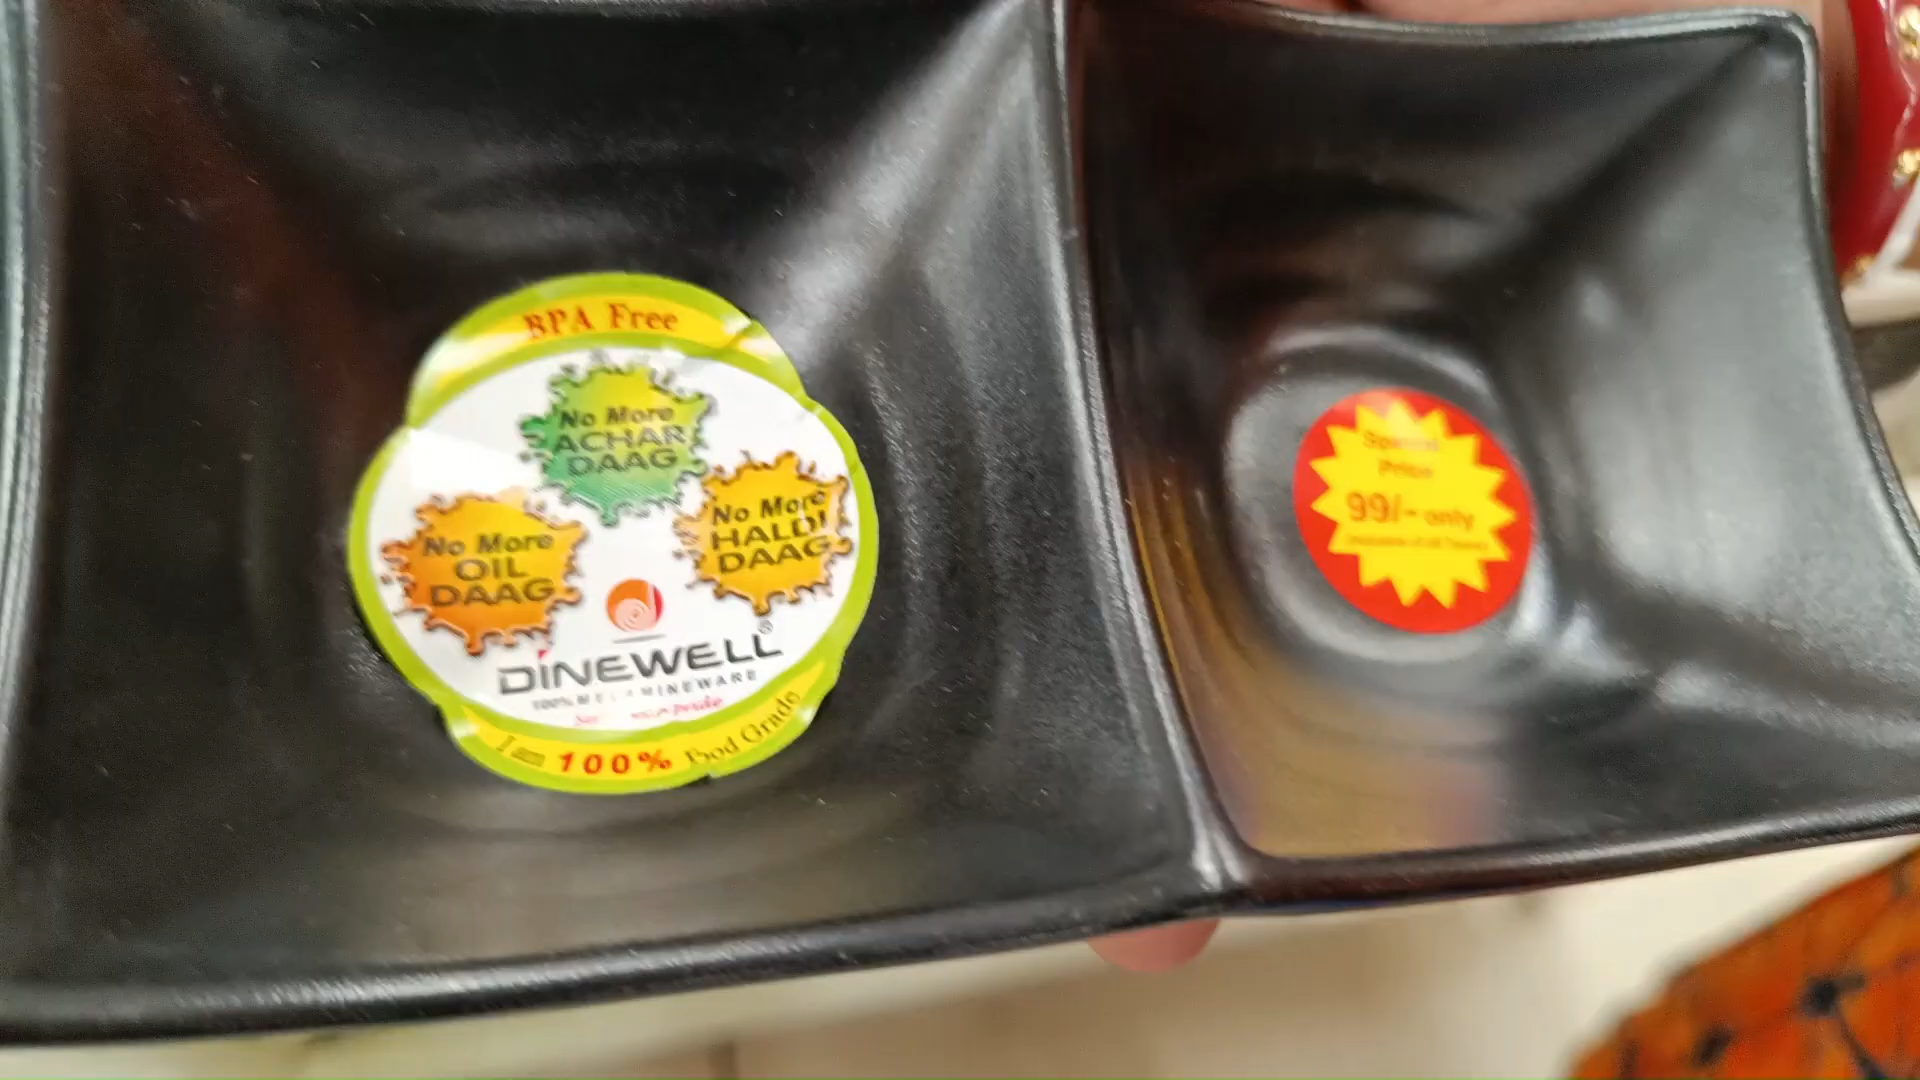 BPA Free
No More
ACHAR
DAAG
No More
HALDI
DAAG
No More
OIL
DAAG
DINEWELL®
100% MELAMINEWARE
pride
I am 100% Food Grade
Special
Price
99/- only